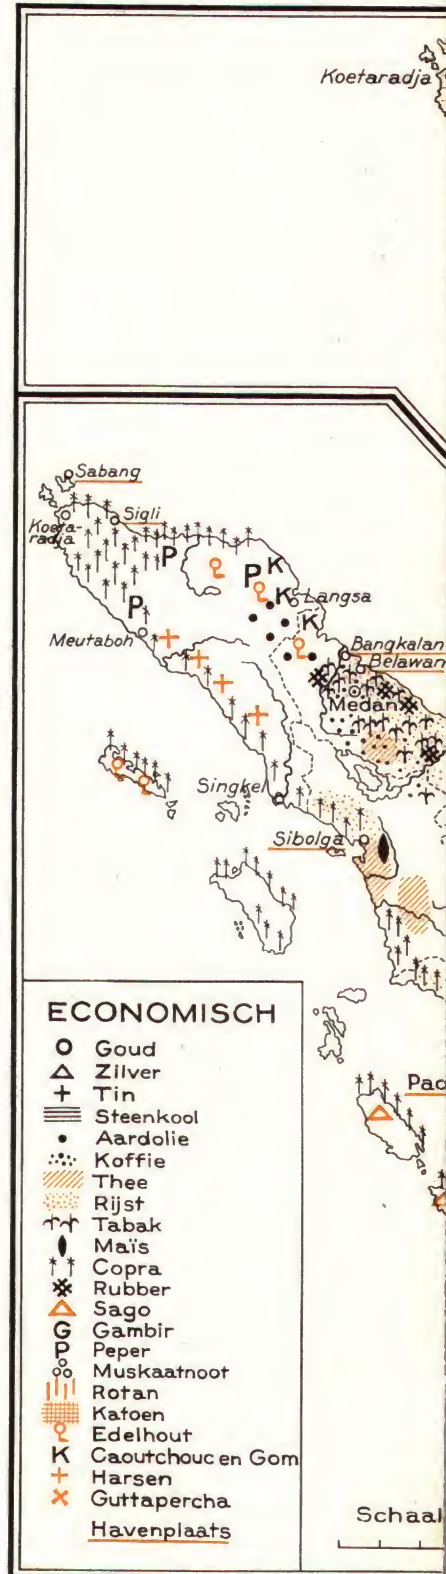 Koetaradja
Sabang
Sigli
Koeta-
radja
P
K
P
K
Langsa
P
K
Meutaboh
Bangkalan
Belawan
Medan
Singkel
Sibolga
Pad
ECONOMISCH
Goud
Zilver
Tin
Steenkool
Aardolie
Koffie
Thee
Rijst
Tabak
Maïs
Copra
Rubber
Sago
G Gambir
P Peper
Muskaatnoot
Rotan
Katoen
Edelhout
K Caoutchouc en Gom
Harsen
Guttapercha
Havenplaats
Schaal